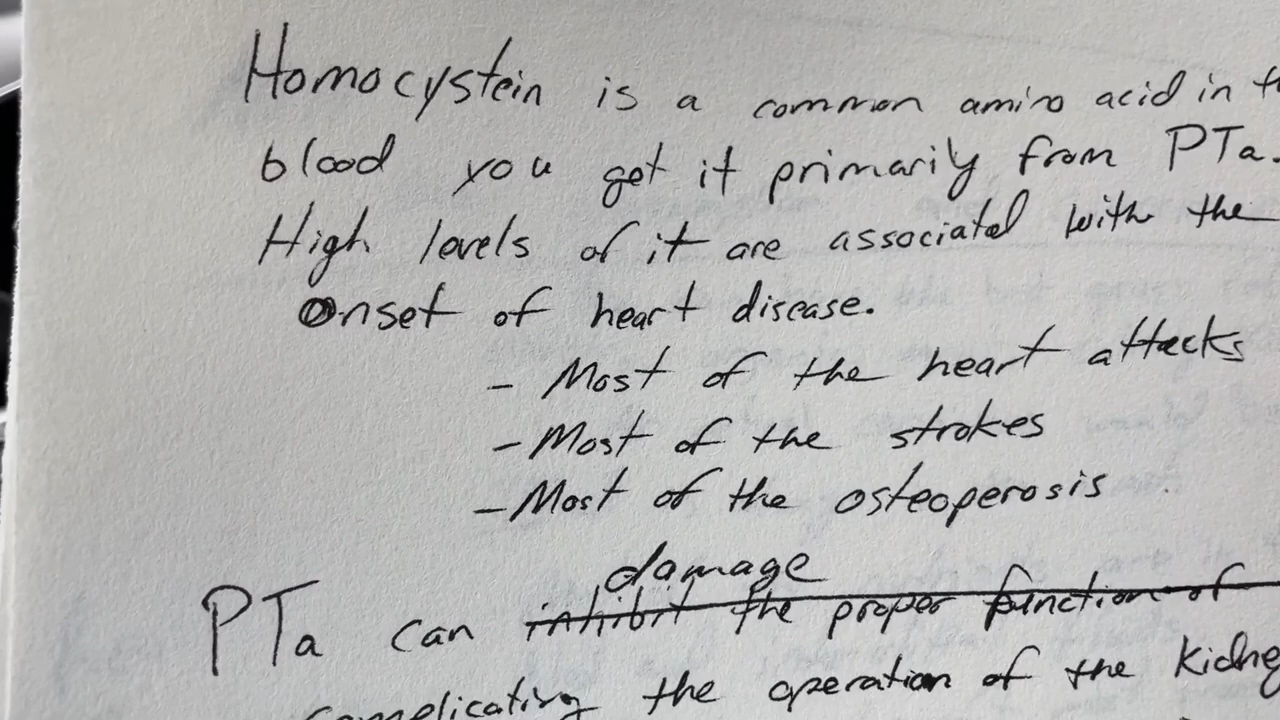 Homocystein is a common amino acid in
blood you get it primarily from PTa.
High levels of it are associated with the
Onset of heart disease.
- Most of the heart attacks
- Most of the strokes
- Most of the osteoperosis
damage
PTa can inhibit the proper function of
complicating the operation of the